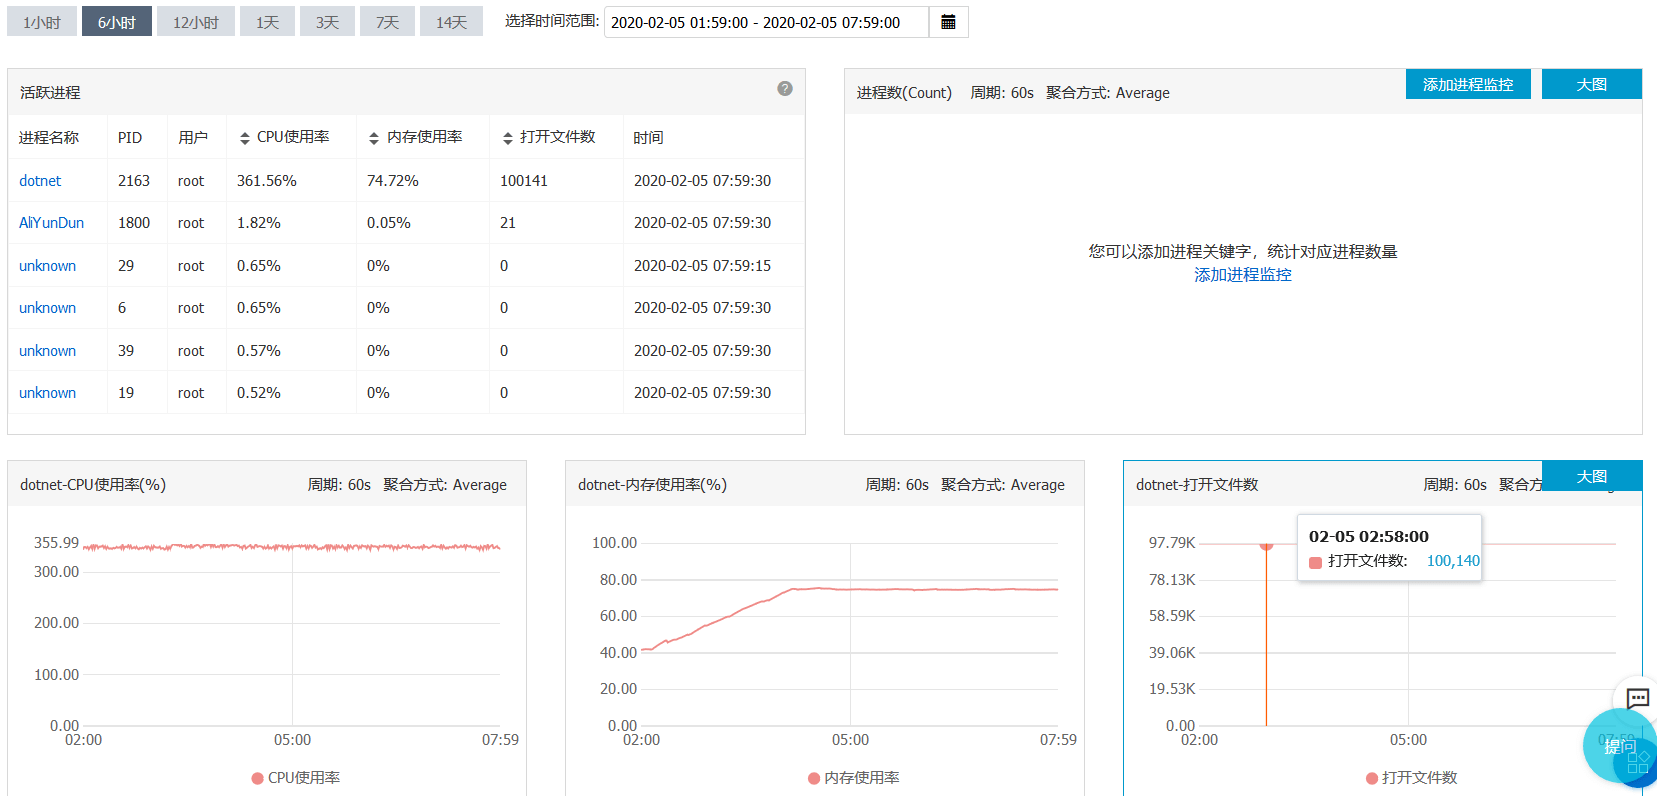 1小时 6小时 12小时 1天 3天 7天 14天 选择时间范围: 2020-02-05 01:59:00 - 2020-02-05 07:59:00
活跃进程
进程名称 PID 用户 CPU使用率 内存使用率 打开文件数 时间
dotnet 2163 root 361.56% 74.72% 100141 2020-02-05 07:59:30
AliYunDun 1800 root 1.82% 0.05% 21 2020-02-05 07:59:30
unknown 29 root 0.65% 0% 0 2020-02-05 07:59:15
unknown 6 root 0.65% 0% 0 2020-02-05 07:59:30
unknown 39 root 0.57% 0% 0 2020-02-05 07:59:30
unknown 19 root 0.52% 0% 0 2020-02-05 07:59:30
进程数(Count) 周期: 60s 聚合方式: Average 添加进程监控 大图
您可以添加进程关键字，统计对应进程数量
添加进程监控
dotnet-CPU使用率(%) 周期: 60s 聚合方式: Average
355.99
300.00
200.00
100.00
0.00
02:00 05:00 07:59
CPU使用率
dotnet-内存使用率(%) 周期: 60s 聚合方式: Average
100.00
80.00
60.00
40.00
20.00
0.00
02:00 05:00 07:59
内存使用率
dotnet-打开文件数 周期: 60s 聚合方 大图
02-05 02:58:00
打开文件数: 100,140
97.79K
78.13K
58.59K
39.06K
19.53K
0.00
02:00 05:00 07:59
打开文件数
提问